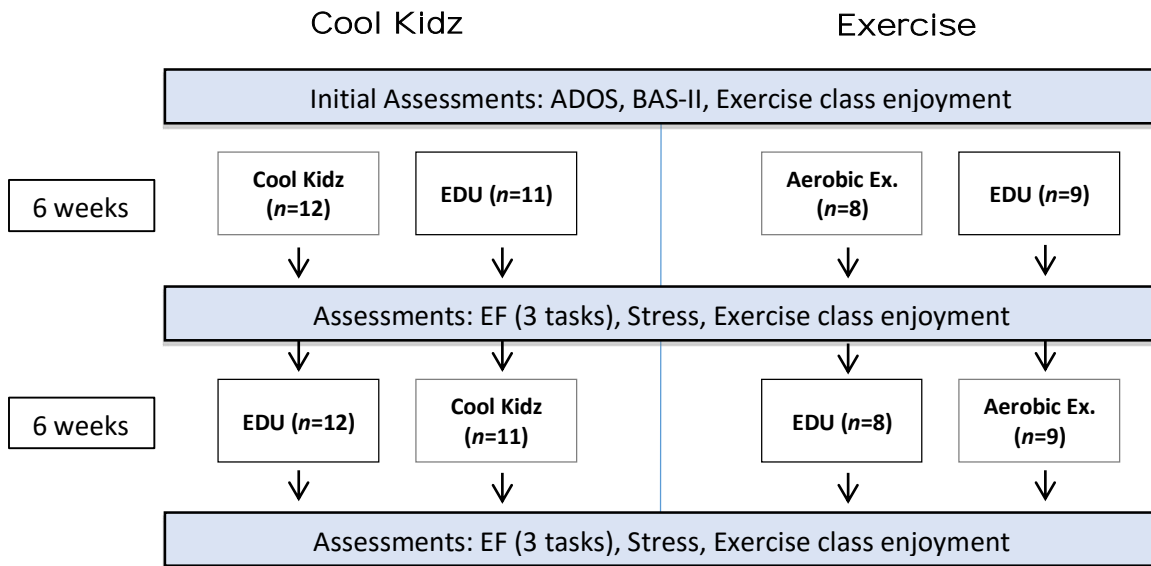 Cool Kidz
Exercise
Initial Assessments: ADOS, BAS-II, Exercise class enjoyment
6 weeks
Cool Kidz
(n=12)
EDU (n=11)
Aerobic Ex.
(n=8)
EDU (n=9)
Assessments: EF (3 tasks), Stress, Exercise class enjoyment
6 weeks
EDU (n=12)
Cool Kidz
(n=11)
EDU (n=8)
Aerobic Ex.
(n=9)
Assessments: EF (3 tasks), Stress, Exercise class enjoyment